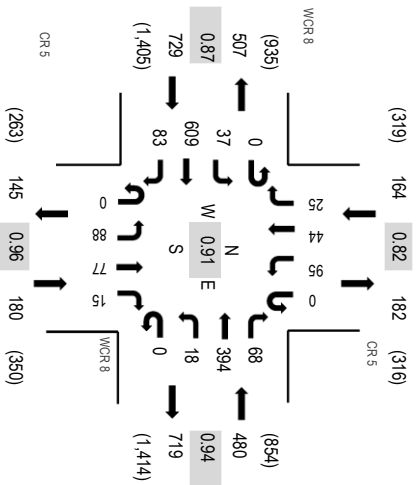 (319) 164 0.82 182 (316)
CR 5
WCR 8
25 44 95 0
(935) (854)
0 68
507 480
N
37 394
0.87 W 0.91 E 0.94
609 18
S
729 719
83 0
(1,405) (1,414)
0 88 77 15
WCR 8
CR 5
(263) 145 0.96 180 (350)